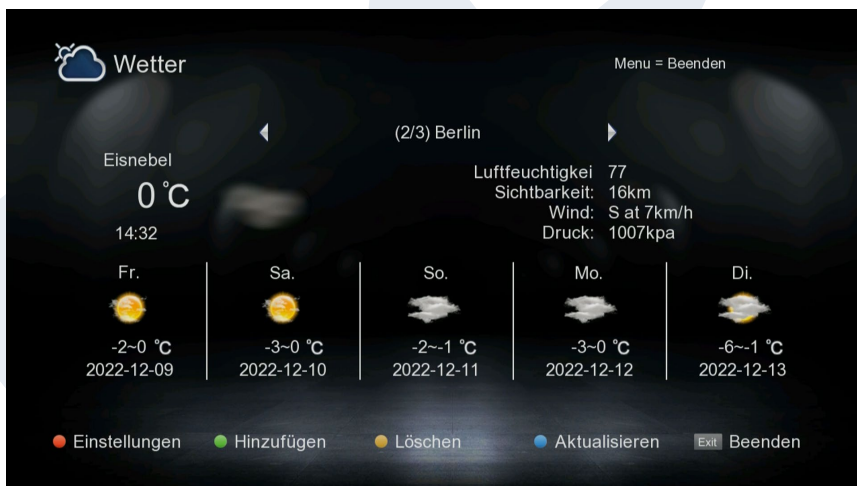 Wetter
Menu = Beenden
(2/3) Berlin
Eisnebel
0 °C
14:32
Luftfeuchtigkei 77
Sichtbarkeit: 16km
Wind: S at 7km/h
Druck: 1007kpa
Fr. Sa. So. Mo. Di.
-2~0 °C -3~0 °C -2~-1 °C -3~0 °C -6~-1 °C
2022-12-09 2022-12-10 2022-12-11 2022-12-12 2022-12-13
Einstellungen Hinzufügen Löschen Aktualisieren Exit Beenden